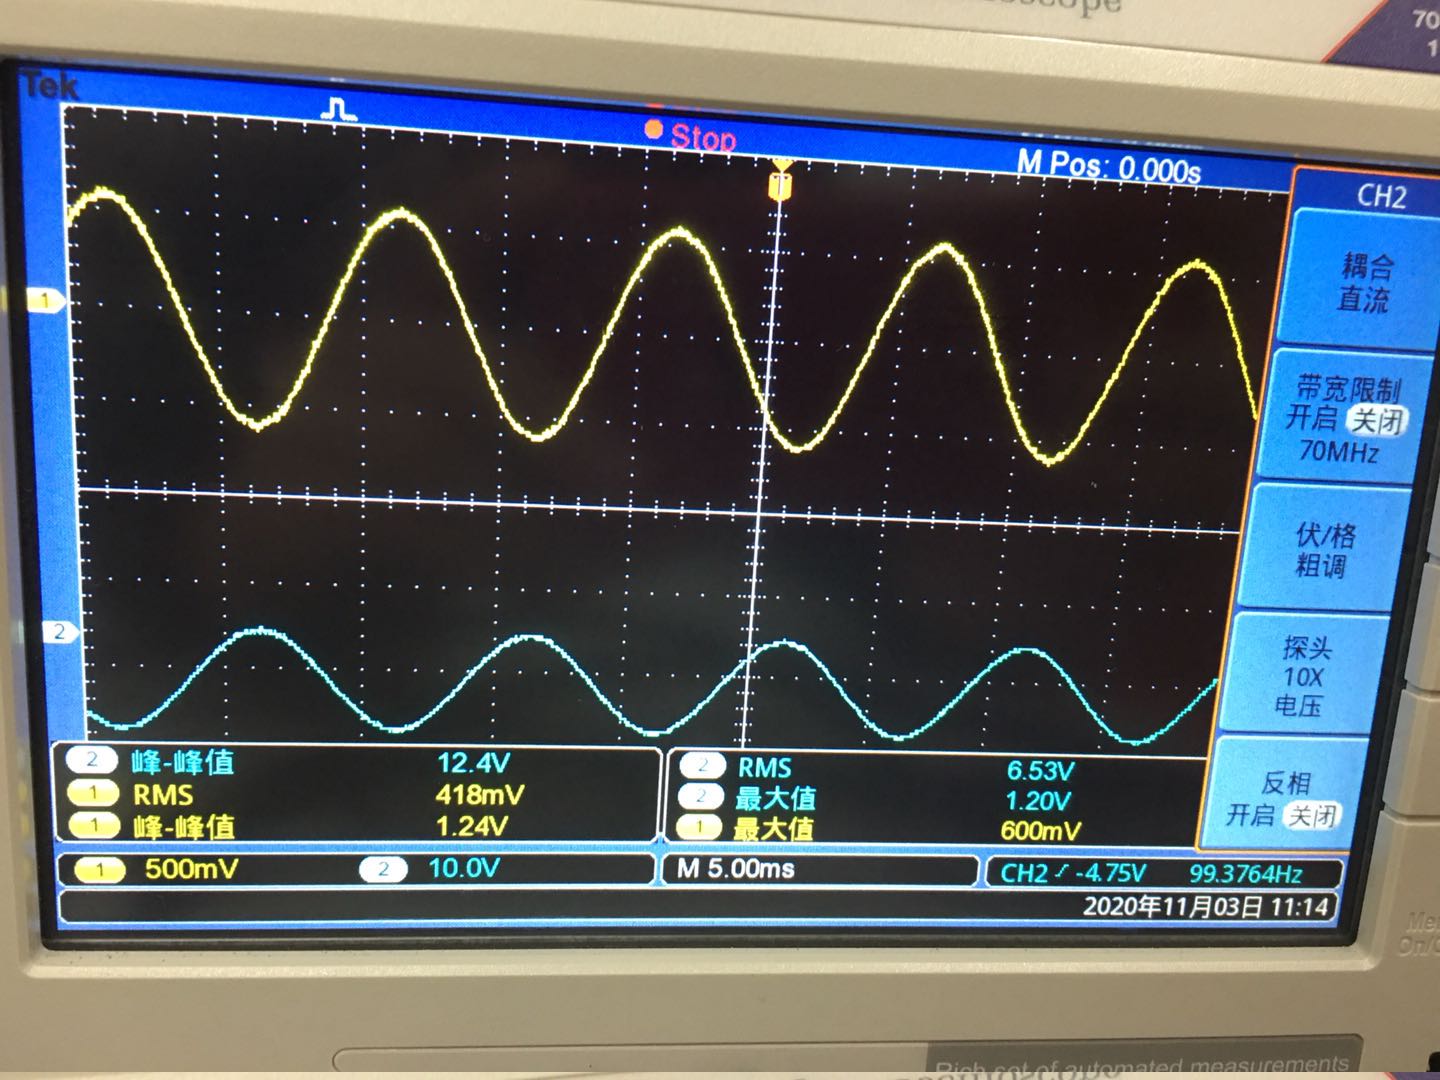 70
1
Tek
Stop
M Pos: 0.000s
CH2
耦合
直流
1
带宽限制
开启 关闭
70MHz
伏/格
粗调
2
探头
10X
电压
反相
开启 关闭
2 峰-峰值 12.4V
1 RMS 418mV
1 峰-峰值 1.24V
2 RMS 6.53V
2 最大值 1.20V
1 最大值 600mV
1 500mV 2 10.0V M 5.00ms CH2 -4.75V 99.3764Hz
2020年11月03日 11:14
Rich set of automated measurements